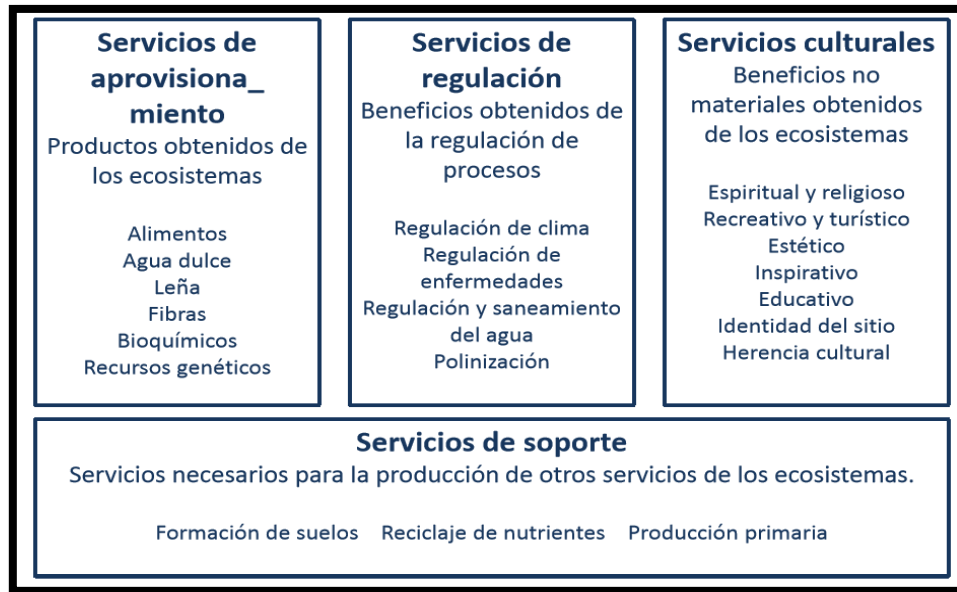 Servicios de
aprovisiona_
miento
Productos obtenidos de
los ecosistemas
Alimentos
Agua dulce
Leña
Fibras
Bioquímicos
Recursos genéticos
Servicios de
regulación
Beneficios obtenidos de
la regulación de
procesos
Regulación de clima
Regulación de
enfermedades
Regulación y saneamiento
del agua
Polinización
Servicios culturales
Beneficios no
materiales obtenidos
de los ecosistemas
Espiritual y religioso
Recreativo y turístico
Estético
Inspirativo
Educativo
Identidad del sitio
Herencia cultural
Servicios de soporte
Servicios necesarios para la producción de otros servicios de los ecosistemas.
Formación de suelos Reciclaje de nutrientes Producción primaria